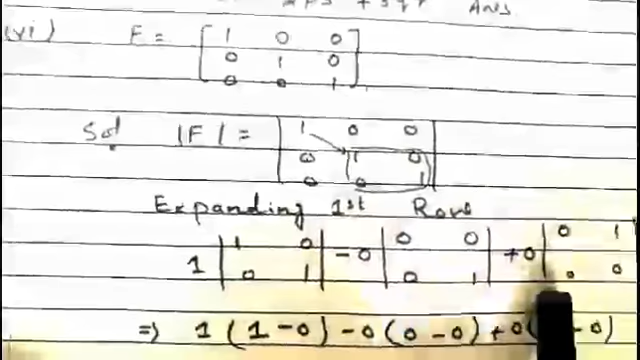 Ans
(vi) F = [ 1 0 0
0 1 0
0 0 1 ]
Sol |F| = | 1 0 0
0 1 0
0 0 1 |
Expanding 1st Row
1 | 1 0 | - 0 | 0 0 | + 0 | 0 1 |
| 0 1 | | 0 1 | | 0 0 |
⇒ 1 (1 - 0) - 0 (0 - 0) + 0 ( - 0)